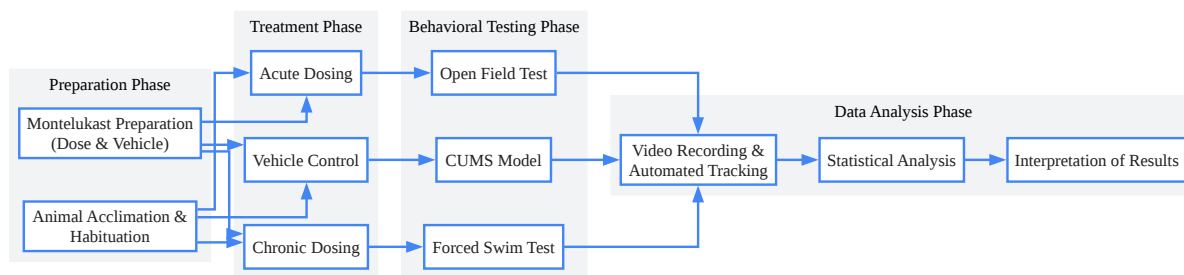 Preparation Phase
Montelukast Preparation
(Dose & Vehicle)
Animal Acclimation &
Habituation
Treatment Phase
Acute Dosing
Vehicle Control
Chronic Dosing
Behavioral Testing Phase
Open Field Test
CUMS Model
Forced Swim Test
Data Analysis Phase
Video Recording &
Automated Tracking
Statistical Analysis
Interpretation of Results